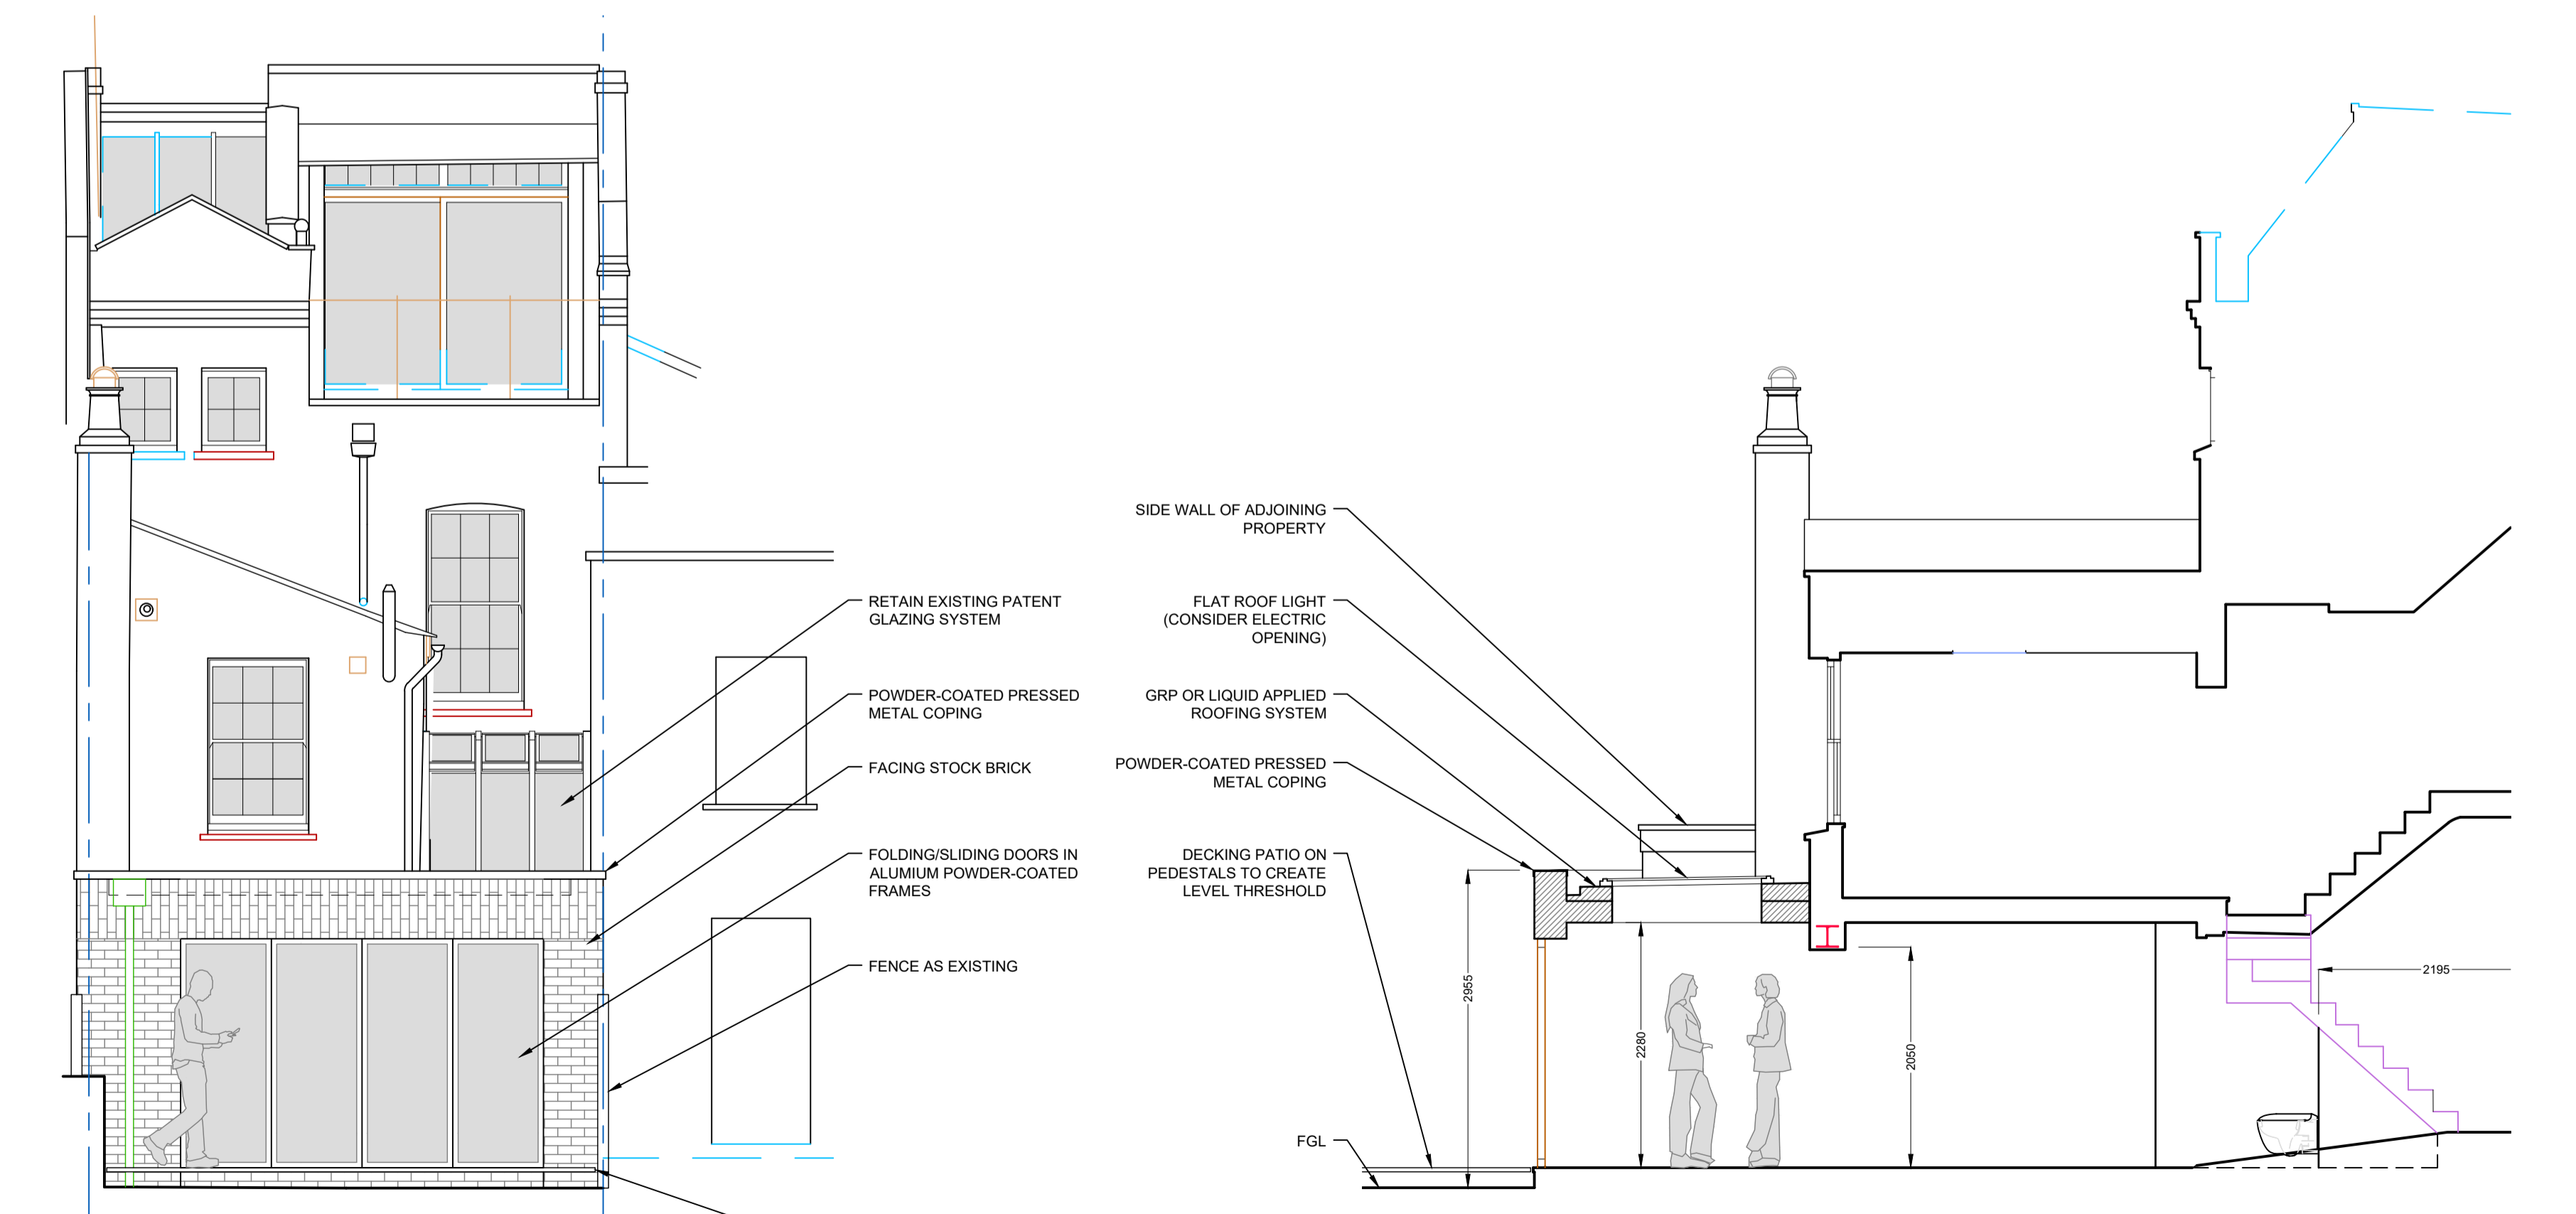 RETAIN EXISTING PATENT
GLAZING SYSTEM
POWDER-COATED PRESSED
METAL COPING
FACING STOCK BRICK
FOLDING/SLIDING DOORS IN
ALUMIUM POWDER-COATED
FRAMES
FENCE AS EXISTING
SIDE WALL OF ADJOINING
PROPERTY
FLAT ROOF LIGHT
(CONSIDER ELECTRIC
OPENING)
GRP OR LIQUID APPLIED
ROOFING SYSTEM
POWDER-COATED PRESSED
METAL COPING
DECKING PATIO ON
PEDESTALS TO CREATE
LEVEL THRESHOLD
FGL
2955
2280
2050
2195